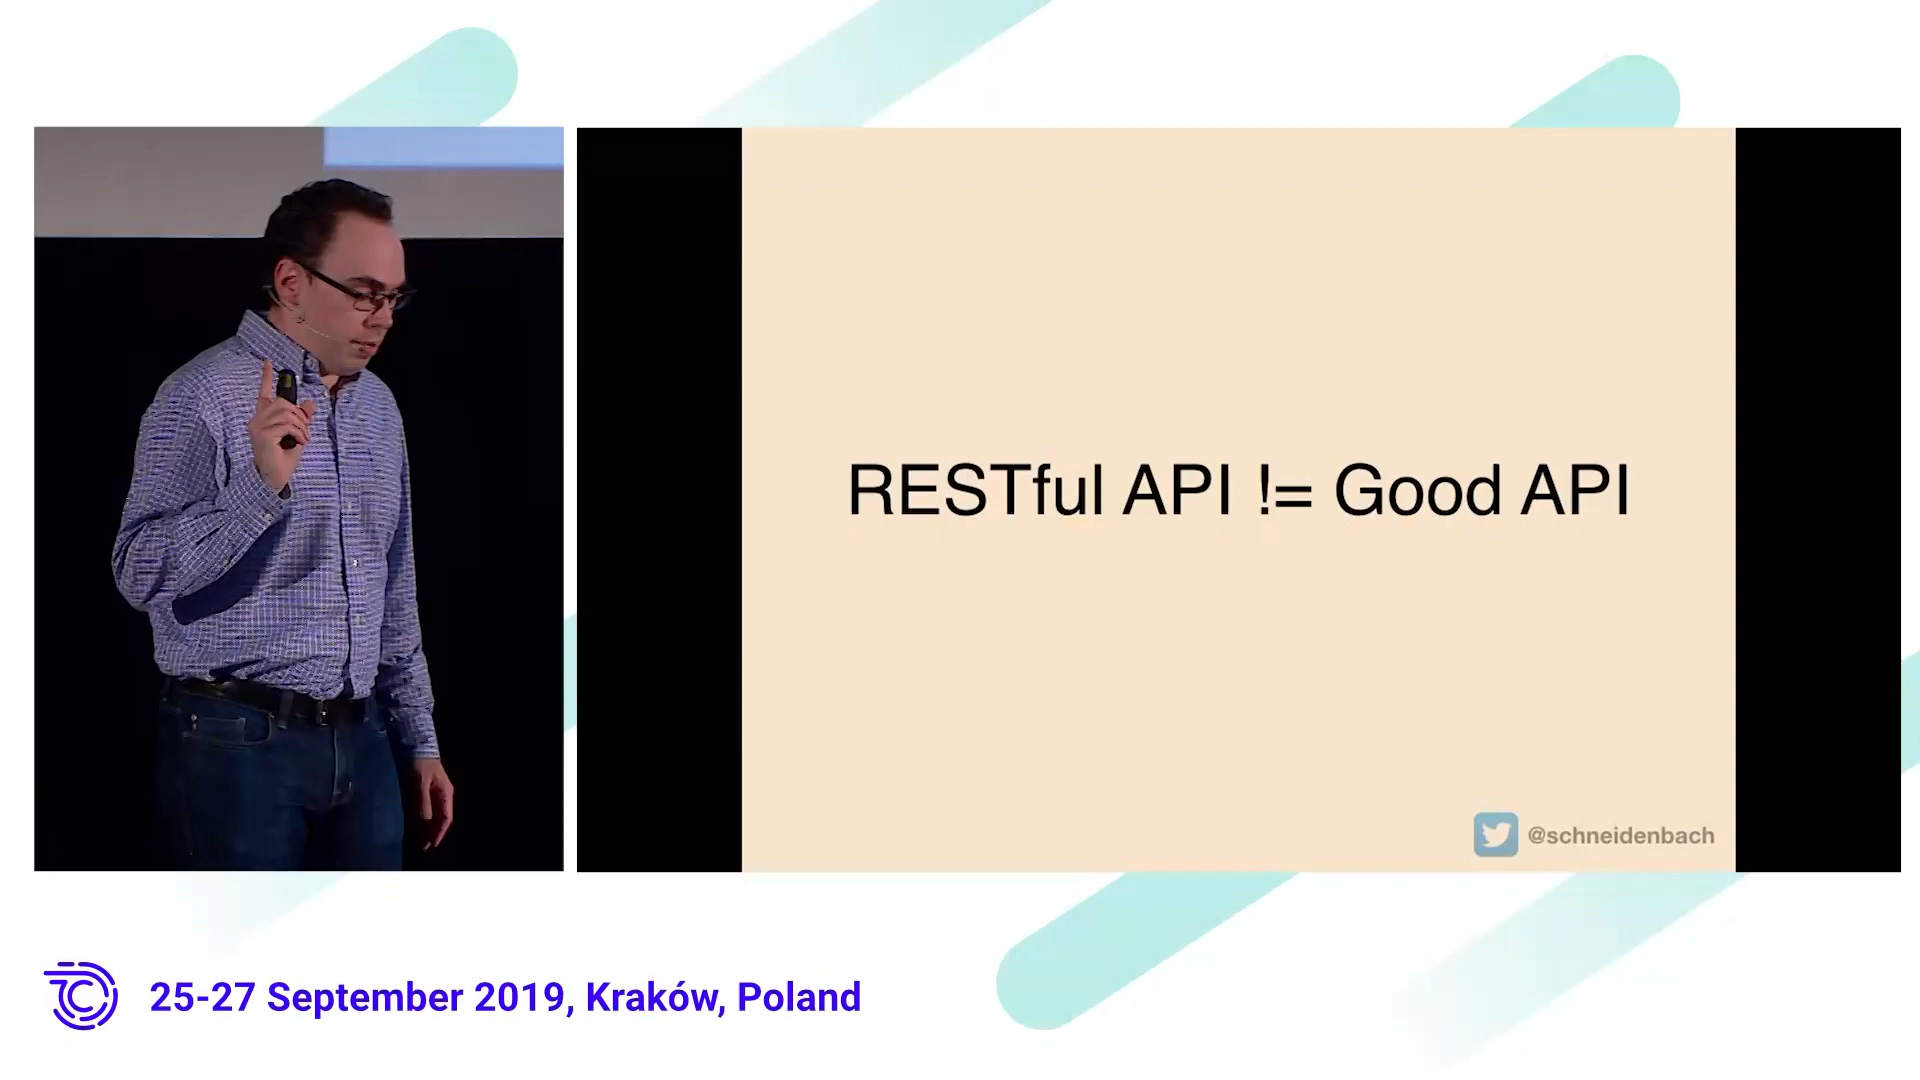 RESTful API != Good API
@schneidenbach
25-27 September 2019, Kraków, Poland